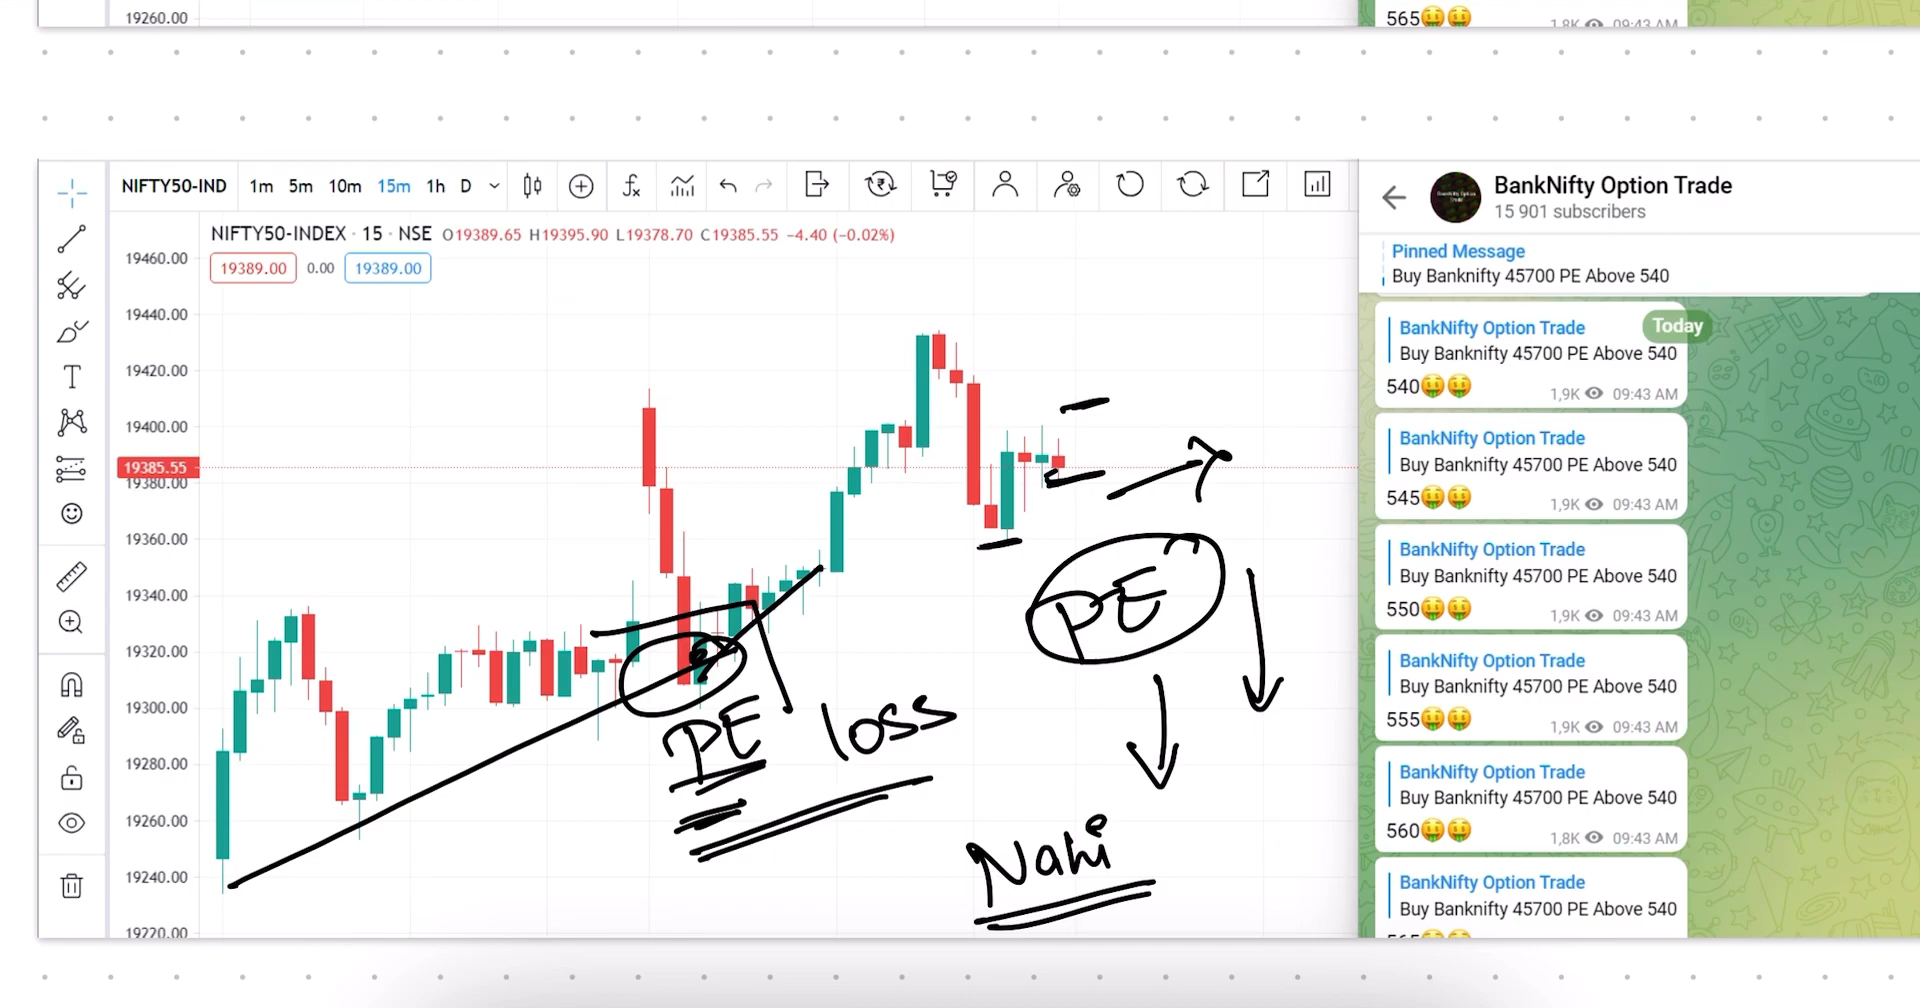 19260.00
565🤑🤑
1,8K 09:43 AM
NIFTY50-IND 1m 5m 10m 15m 1h D fx
NIFTY50-INDEX · 15 · NSE O19389.65 H19395.90 L19378.70 C19385.55 −4.40 (−0.02%)
19389.00 0.00 19389.00
19460.00
19440.00
19420.00
19400.00
19385.55
19380.00
19360.00
19340.00
19320.00
19300.00
19280.00
19260.00
19240.00
19220.00
T
PE
PE loss
Nahi
BankNifty Option Trade
15 901 subscribers
Pinned Message
Buy Banknifty 45700 PE Above 540
Today
BankNifty Option Trade
Buy Banknifty 45700 PE Above 540
540🤑🤑
1,9K 09:43 AM
BankNifty Option Trade
Buy Banknifty 45700 PE Above 540
545🤑🤑
1,9K 09:43 AM
BankNifty Option Trade
Buy Banknifty 45700 PE Above 540
550🤑🤑
1,9K 09:43 AM
BankNifty Option Trade
Buy Banknifty 45700 PE Above 540
555🤑🤑
1,9K 09:43 AM
BankNifty Option Trade
Buy Banknifty 45700 PE Above 540
560🤑🤑
1,8K 09:43 AM
BankNifty Option Trade
Buy Banknifty 45700 PE Above 540
565🤑🤑